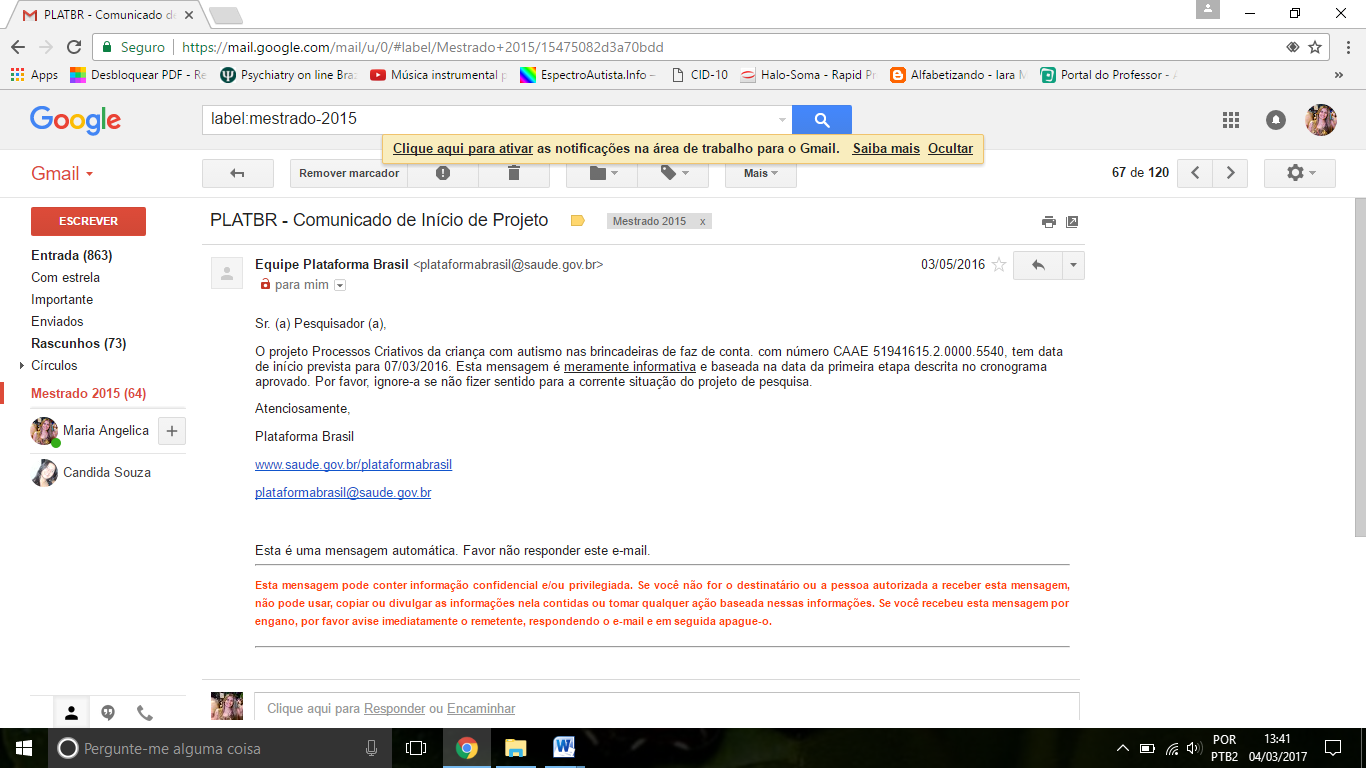 PLATBR - Comunicado de
Seguro https://mail.google.com/mail/u/0/#label/Mestrado+2015/15475082d3a70bdd
Apps Desbloquear PDF - Re Psychiatry on line Bra Música instrumental p EspectroAutista.Info – CID-10 Halo-Soma - Rapid Pr Alfabetizando - Iara M Portal do Professor - A »
Google label:mestrado-2015
Clique aqui para ativar as notificações na área de trabalho para o Gmail. Saiba mais Ocultar
Gmail Remover marcador Mais 67 de 120
ESCREVER
Entrada (863)
Com estrela
Importante
Enviados
Rascunhos (73)
Círculos
Mestrado 2015 (64)
Maria Angelica
Candida Souza
PLATBR - Comunicado de Início de Projeto Mestrado 2015 x
Equipe Plataforma Brasil <plataformabrasil@saude.gov.br> 03/05/2016
para mim
Sr. (a) Pesquisador (a),
O projeto Processos Criativos da criança com autismo nas brincadeiras de faz de conta. com número CAAE 51941615.2.0000.5540, tem data
de início prevista para 07/03/2016. Esta mensagem é meramente informativa e baseada na data da primeira etapa descrita no cronograma
aprovado. Por favor, ignore-a se não fizer sentido para a corrente situação do projeto de pesquisa.
Atenciosamente,
Plataforma Brasil
www.saude.gov.br/plataformabrasil
plataformabrasil@saude.gov.br
Esta é uma mensagem automática. Favor não responder este e-mail.
Esta mensagem pode conter informação confidencial e/ou privilegiada. Se você não for o destinatário ou a pessoa autorizada a receber esta mensagem,
não pode usar, copiar ou divulgar as informações nela contidas ou tomar qualquer ação baseada nessas informações. Se você recebeu esta mensagem por
engano, por favor avise imediatamente o remetente, respondendo o e-mail e em seguida apague-o.
Clique aqui para Responder ou Encaminhar
Pergunte-me alguma coisa
POR 13:41
PTB2 04/03/2017